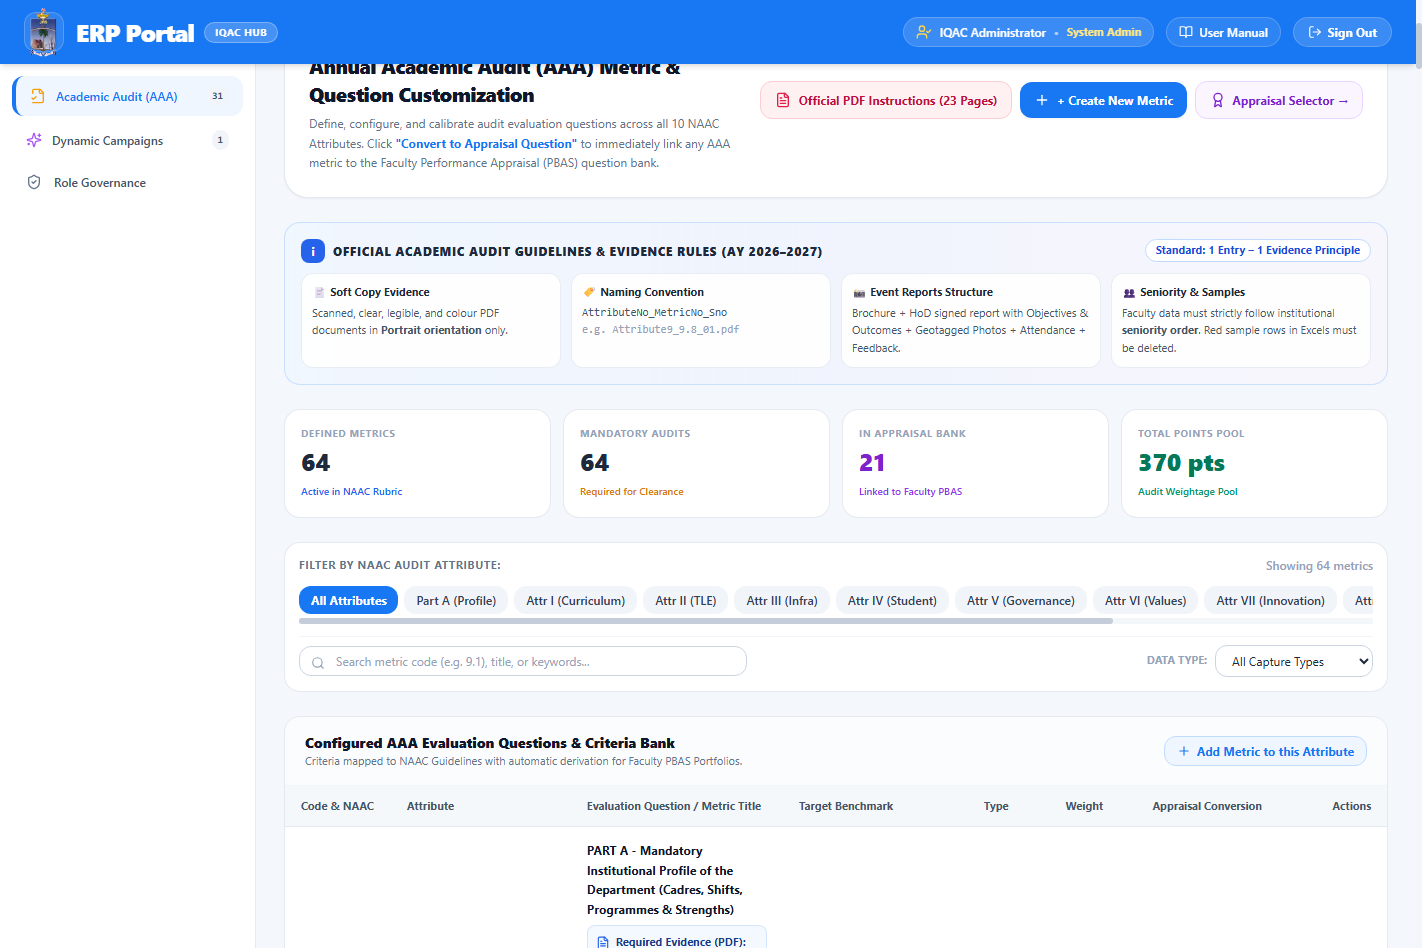 ERP Portal
IQAC HUB
IQAC Administrator • System Admin
User Manual
Sign Out
Academic Audit (AAA)
31
Dynamic Campaigns
1
Role Governance
Annual Academic Audit (AAA) Metric &
Question Customization
Define, configure, and calibrate audit evaluation questions across all 10 NAAC
Attributes. Click "Convert to Appraisal Question" to immediately link any AAA
metric to the Faculty Performance Appraisal (PBAS) question bank.
Official PDF Instructions (23 Pages)
+ Create New Metric
Appraisal Selector →
i
OFFICIAL ACADEMIC AUDIT GUIDELINES & EVIDENCE RULES (AY 2026–2027)
Standard: 1 Entry – 1 Evidence Principle
Soft Copy Evidence
Scanned, clear, legible, and colour PDF
documents in Portrait orientation only.
Naming Convention
AttributeNo_MetricNo_Sno
e.g. Attribute9_9.8_01.pdf
Event Reports Structure
Brochure + HoD signed report with Objectives &
Outcomes + Geotagged Photos + Attendance +
Feedback.
Seniority & Samples
Faculty data must strictly follow institutional
seniority order. Red sample rows in Excels must
be deleted.
DEFINED METRICS
64
Active in NAAC Rubric
MANDATORY AUDITS
64
Required for Clearance
IN APPRAISAL BANK
21
Linked to Faculty PBAS
TOTAL POINTS POOL
370 pts
Audit Weightage Pool
FILTER BY NAAC AUDIT ATTRIBUTE:
Showing 64 metrics
All Attributes
Part A (Profile)
Attr I (Curriculum)
Attr II (TLE)
Attr III (Infra)
Attr IV (Student)
Attr V (Governance)
Attr VI (Values)
Attr VII (Innovation)
Search metric code (e.g. 9.1), title, or keywords...
DATA TYPE:
All Capture Types
Configured AAA Evaluation Questions & Criteria Bank
Criteria mapped to NAAC Guidelines with automatic derivation for Faculty PBAS Portfolios.
Add Metric to this Attribute
Code & NAAC
Attribute
Evaluation Question / Metric Title
Target Benchmark
Type
Weight
Appraisal Conversion
Actions
PART A - Mandatory
Institutional Profile of the
Department (Cadres, Shifts,
Programmes & Strengths)
Required Evidence (PDF):